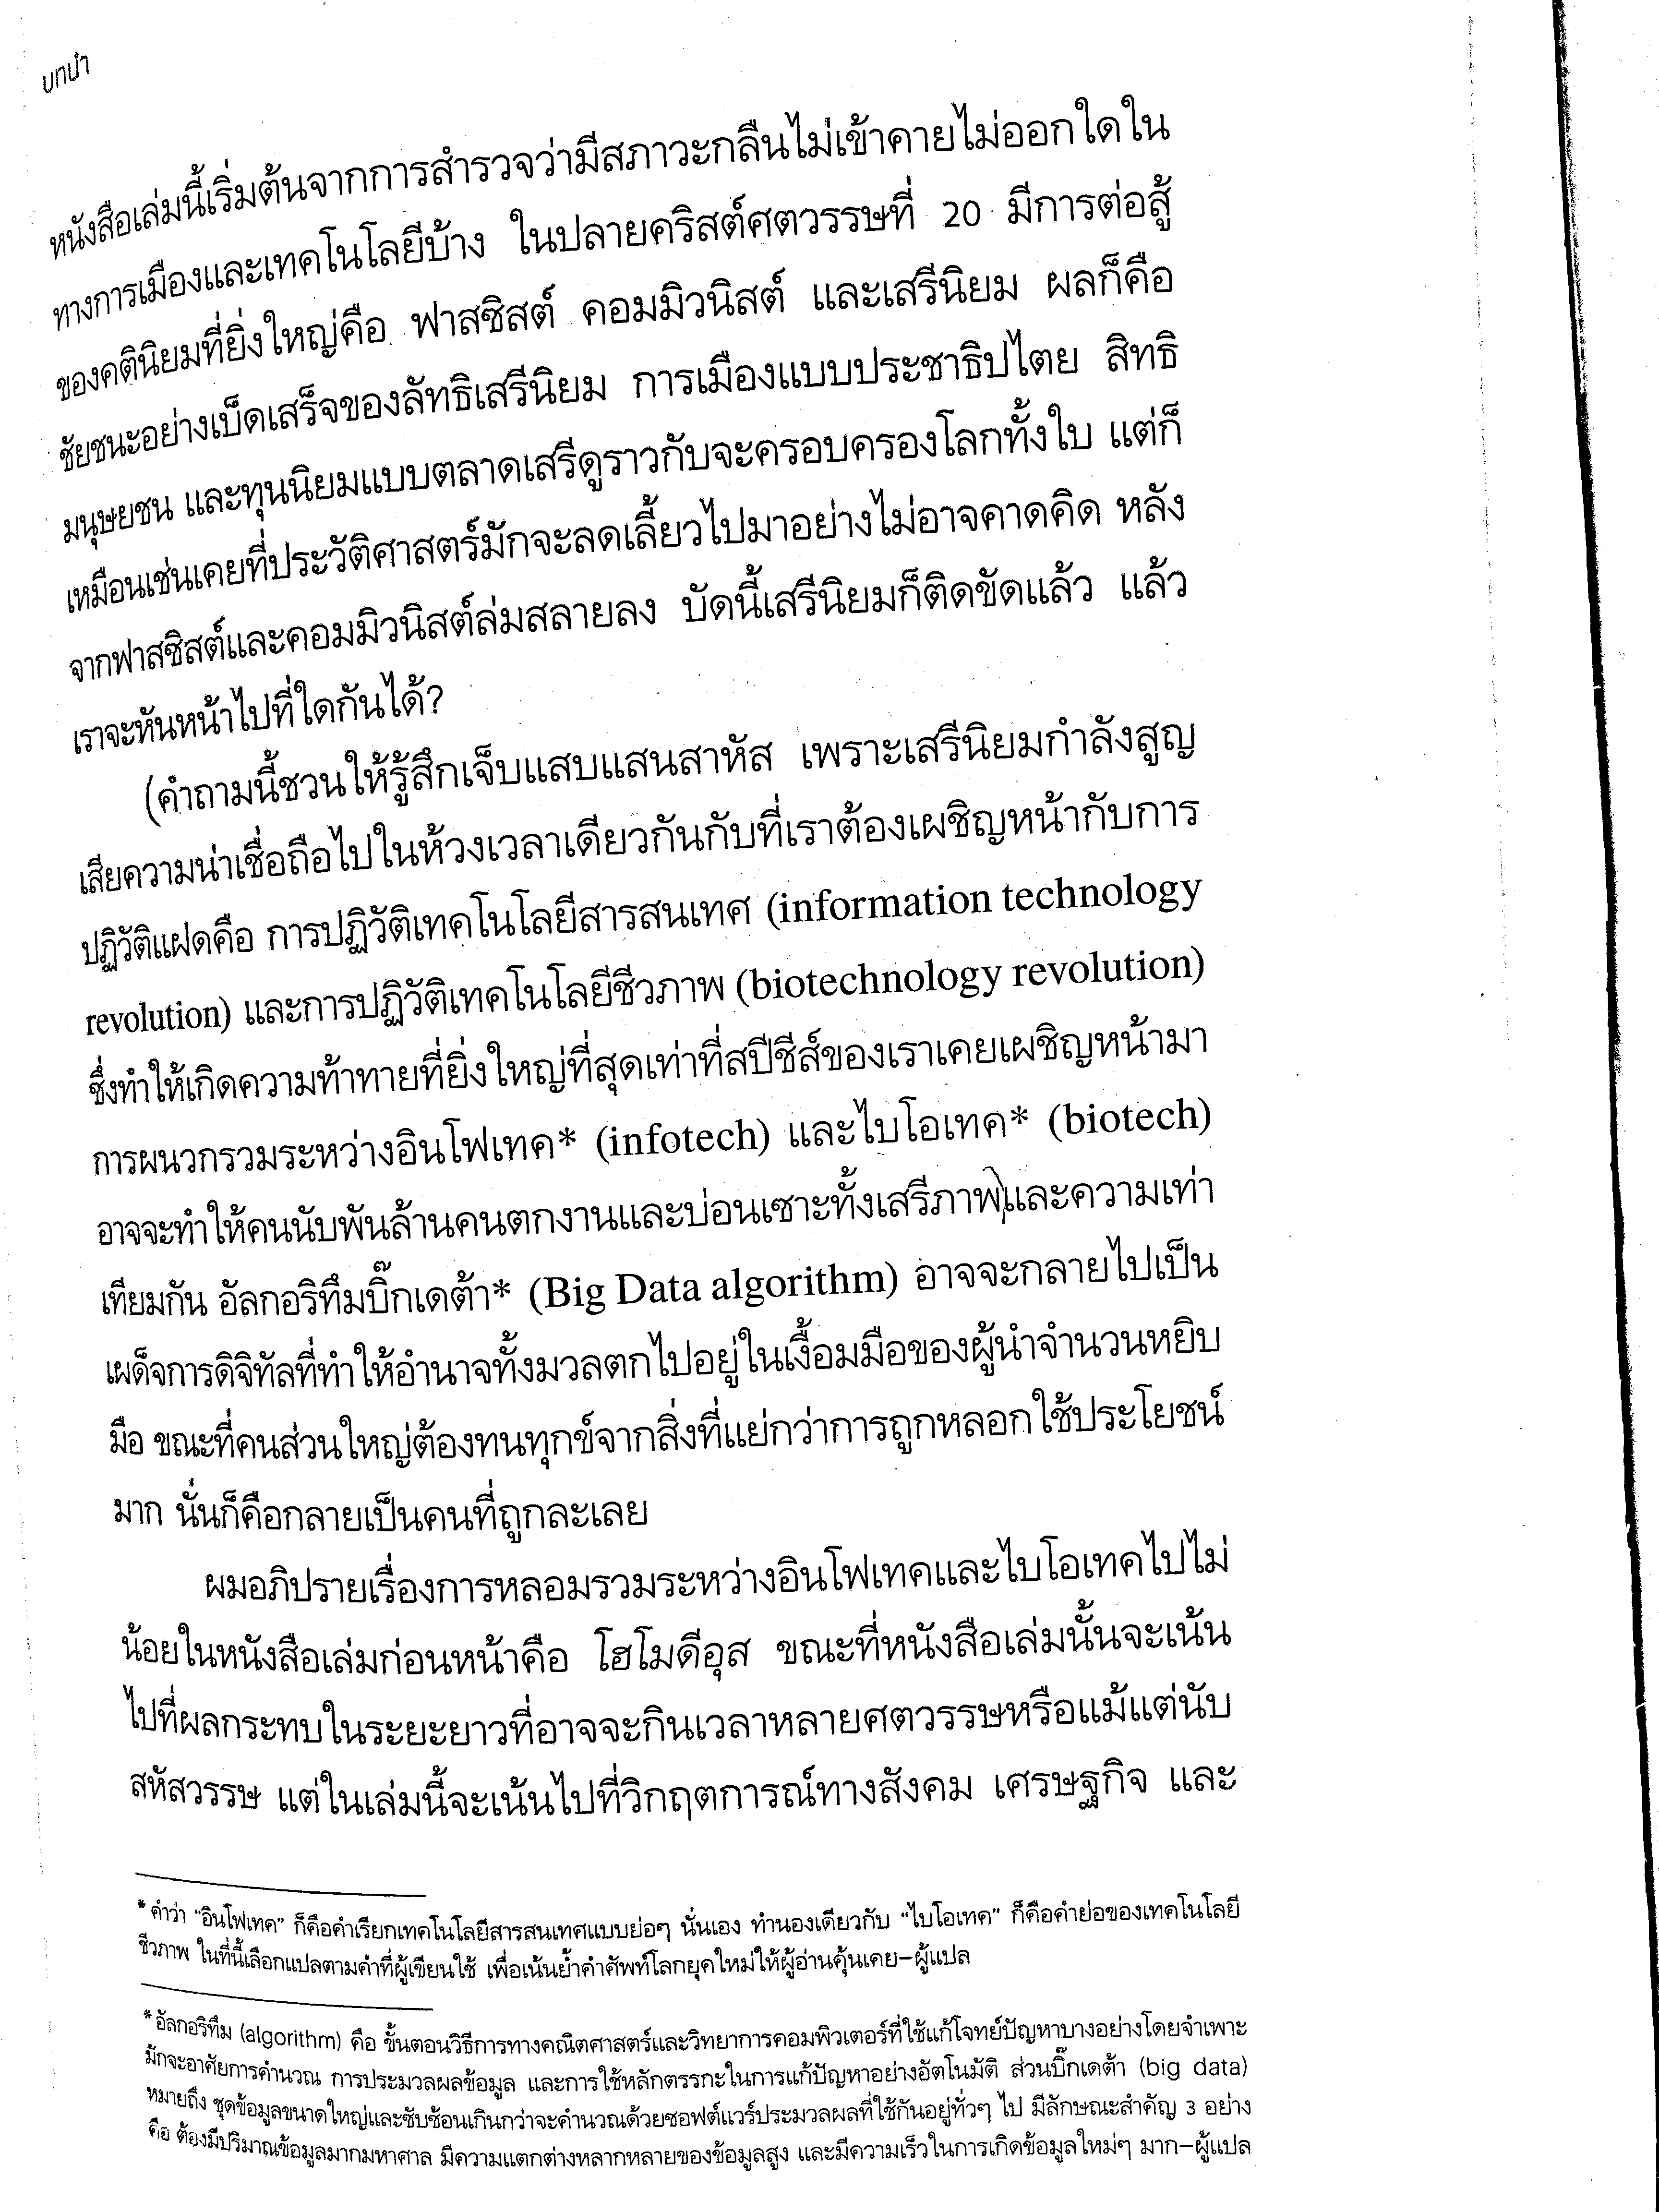 บทนำ
หนังสือเล่มนี้เริ่มต้นจากการสำรวจว่ามีสภาวะกลืนไม่เข้าคายไม่ออกใดใน
ทางการเมืองและเทคโนโลยีบ้าง ในปลายคริสต์ศตวรรษที่ 20 มีการต่อสู้
ของคตินิยมที่ยิ่งใหญ่คือ ฟาสซิสต์ คอมมิวนิสต์ และเสรีนิยม ผลก็คือ
ชัยชนะอย่างเบ็ดเสร็จของลัทธิเสรีนิยม การเมืองแบบประชาธิปไตย สิทธิ
มนุษยชน และทุนนิยมแบบตลาดเสรีดูราวกับจะครอบครองโลกทั้งใบ แต่ก็
เหมือนเช่นเคยที่ประวัติศาสตร์มักจะลดเลี้ยวไปมาอย่างไม่อาจคาดคิด หลัง
จากฟาสซิสต์และคอมมิวนิสต์ล่มสลายลง บัดนี้เสรีนิยมก็ติดขัดแล้ว แล้ว
เราจะหันหน้าไปที่ใดกันได้?
(คำถามนี้ชวนให้รู้สึกเจ็บแสบแสนสาหัส เพราะเสรีนิยมกำลังสูญ
เสียความน่าเชื่อถือไปในห้วงเวลาเดียวกันกับที่เราต้องเผชิญหน้ากับการ
ปฏิวัติแฝดคือ การปฏิวัติเทคโนโลยีสารสนเทศ (information technology
revolution) และการปฏิวัติเทคโนโลยีชีวภาพ (biotechnology revolution)
ซึ่งทำให้เกิดความท้าทายที่ยิ่งใหญ่ที่สุดเท่าที่สปีชีส์ของเราเคยเผชิญหน้ามา
การผนวกรวมระหว่างอินโฟเทค* (infotech) และไบโอเทค* (biotech)
อาจจะทำให้คนนับพันล้านคนตกงานและบ่อนเซาะทั้งเสรีภาพ)และความเท่า
เทียมกัน อัลกอริทึมบิ๊กเดต้า* (Big Data algorithm) อาจจะกลายไปเป็น
เผด็จการดิจิทัลที่ทำให้อำนาจทั้งมวลตกไปอยู่ในเงื้อมมือของผู้นำจำนวนหยิบ
มือ ขณะที่คนส่วนใหญ่ต้องทนทุกข์จากสิ่งที่แย่กว่าการถูกหลอกใช้ประโยชน์
มาก นั่นก็คือกลายเป็นคนที่ถูกละเลย
ผมอภิปรายเรื่องการหลอมรวมระหว่างอินโฟเทคและไบโอเทคไปไม่
น้อยในหนังสือเล่มก่อนหน้าคือ โฮโมดีอุส ขณะที่หนังสือเล่มนั้นจะเน้น
ไปที่ผลกระทบในระยะยาวที่อาจจะกินเวลาหลายศตวรรษหรือแม้แต่นับ
สหัสวรรษ แต่ในเล่มนี้จะเน้นไปที่วิกฤตการณ์ทางสังคม เศรษฐกิจ และ
* คำว่า “อินโฟเทค” ก็คือคำเรียกเทคโนโลยีสารสนเทศแบบย่อๆ นั่นเอง ทำนองเดียวกับ “ไบโอเทค” ก็คือคำย่อของเทคโนโลยี
ชีวภาพ ในที่นี้เลือกแปลตามคำที่ผู้เขียนใช้ เพื่อเน้นย้ำคำศัพท์โลกยุคใหม่ให้ผู้อ่านคุ้นเคย–ผู้แปล
* อัลกอริทึม (algorithm) คือ ขั้นตอนวิธีการทางคณิตศาสตร์และวิทยาการคอมพิวเตอร์ที่ใช้แก้โจทย์ปัญหาบางอย่างโดยจำเพาะ
มักจะอาศัยการคำนวณ การประมวลผลข้อมูล และการใช้หลักตรรกะในการแก้ปัญหาอย่างอัตโนมัติ ส่วนบิ๊กเดต้า (big data)
หมายถึง ชุดข้อมูลขนาดใหญ่และซับซ้อนเกินกว่าจะคำนวณด้วยซอฟต์แวร์ประมวลผลที่ใช้กันอยู่ทั่วๆ ไป มีลักษณะสำคัญ 3 อย่าง
คือ ต้องมีปริมาณข้อมูลมากมหาศาล มีความแตกต่างหลากหลายของข้อมูลสูง และมีความเร็วในการเกิดข้อมูลใหม่ๆ มาก–ผู้แปล